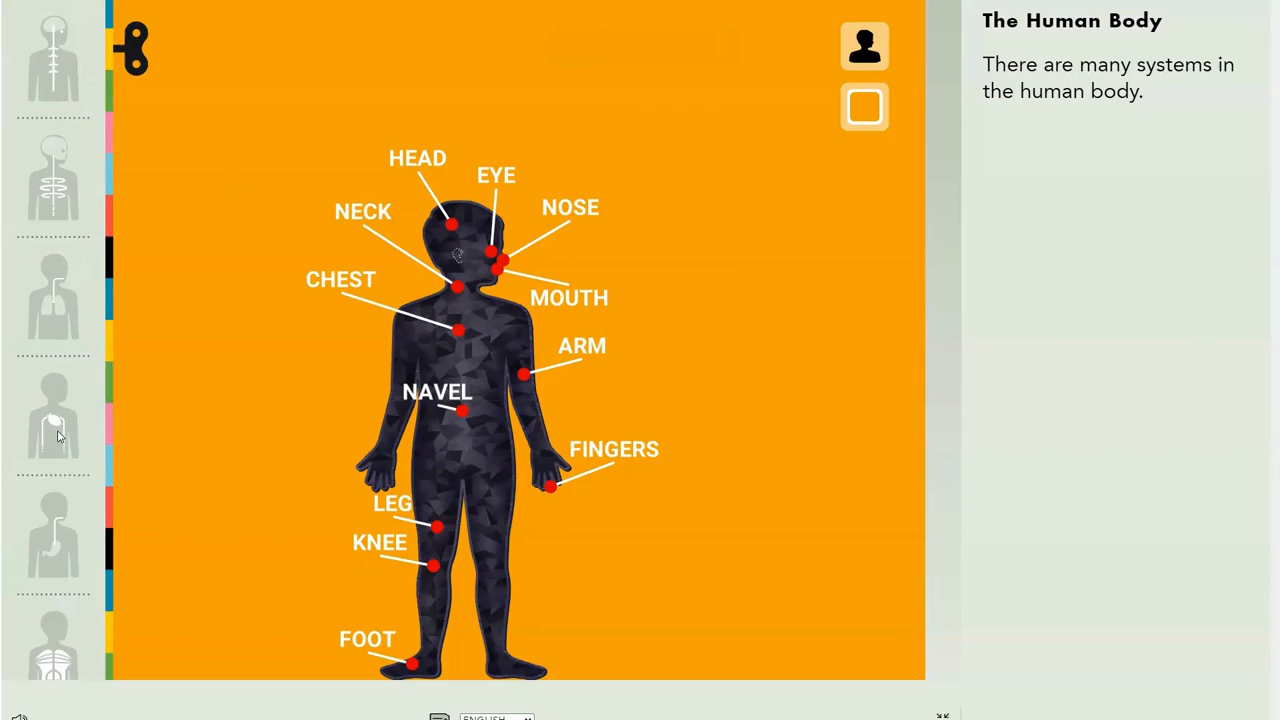 The Human Body
There are many systems in
the human body.
HEAD
EYE
NECK
NOSE
CHEST
MOUTH
ARM
NAVEL
FINGERS
LEG
KNEE
FOOT
ENGLISH